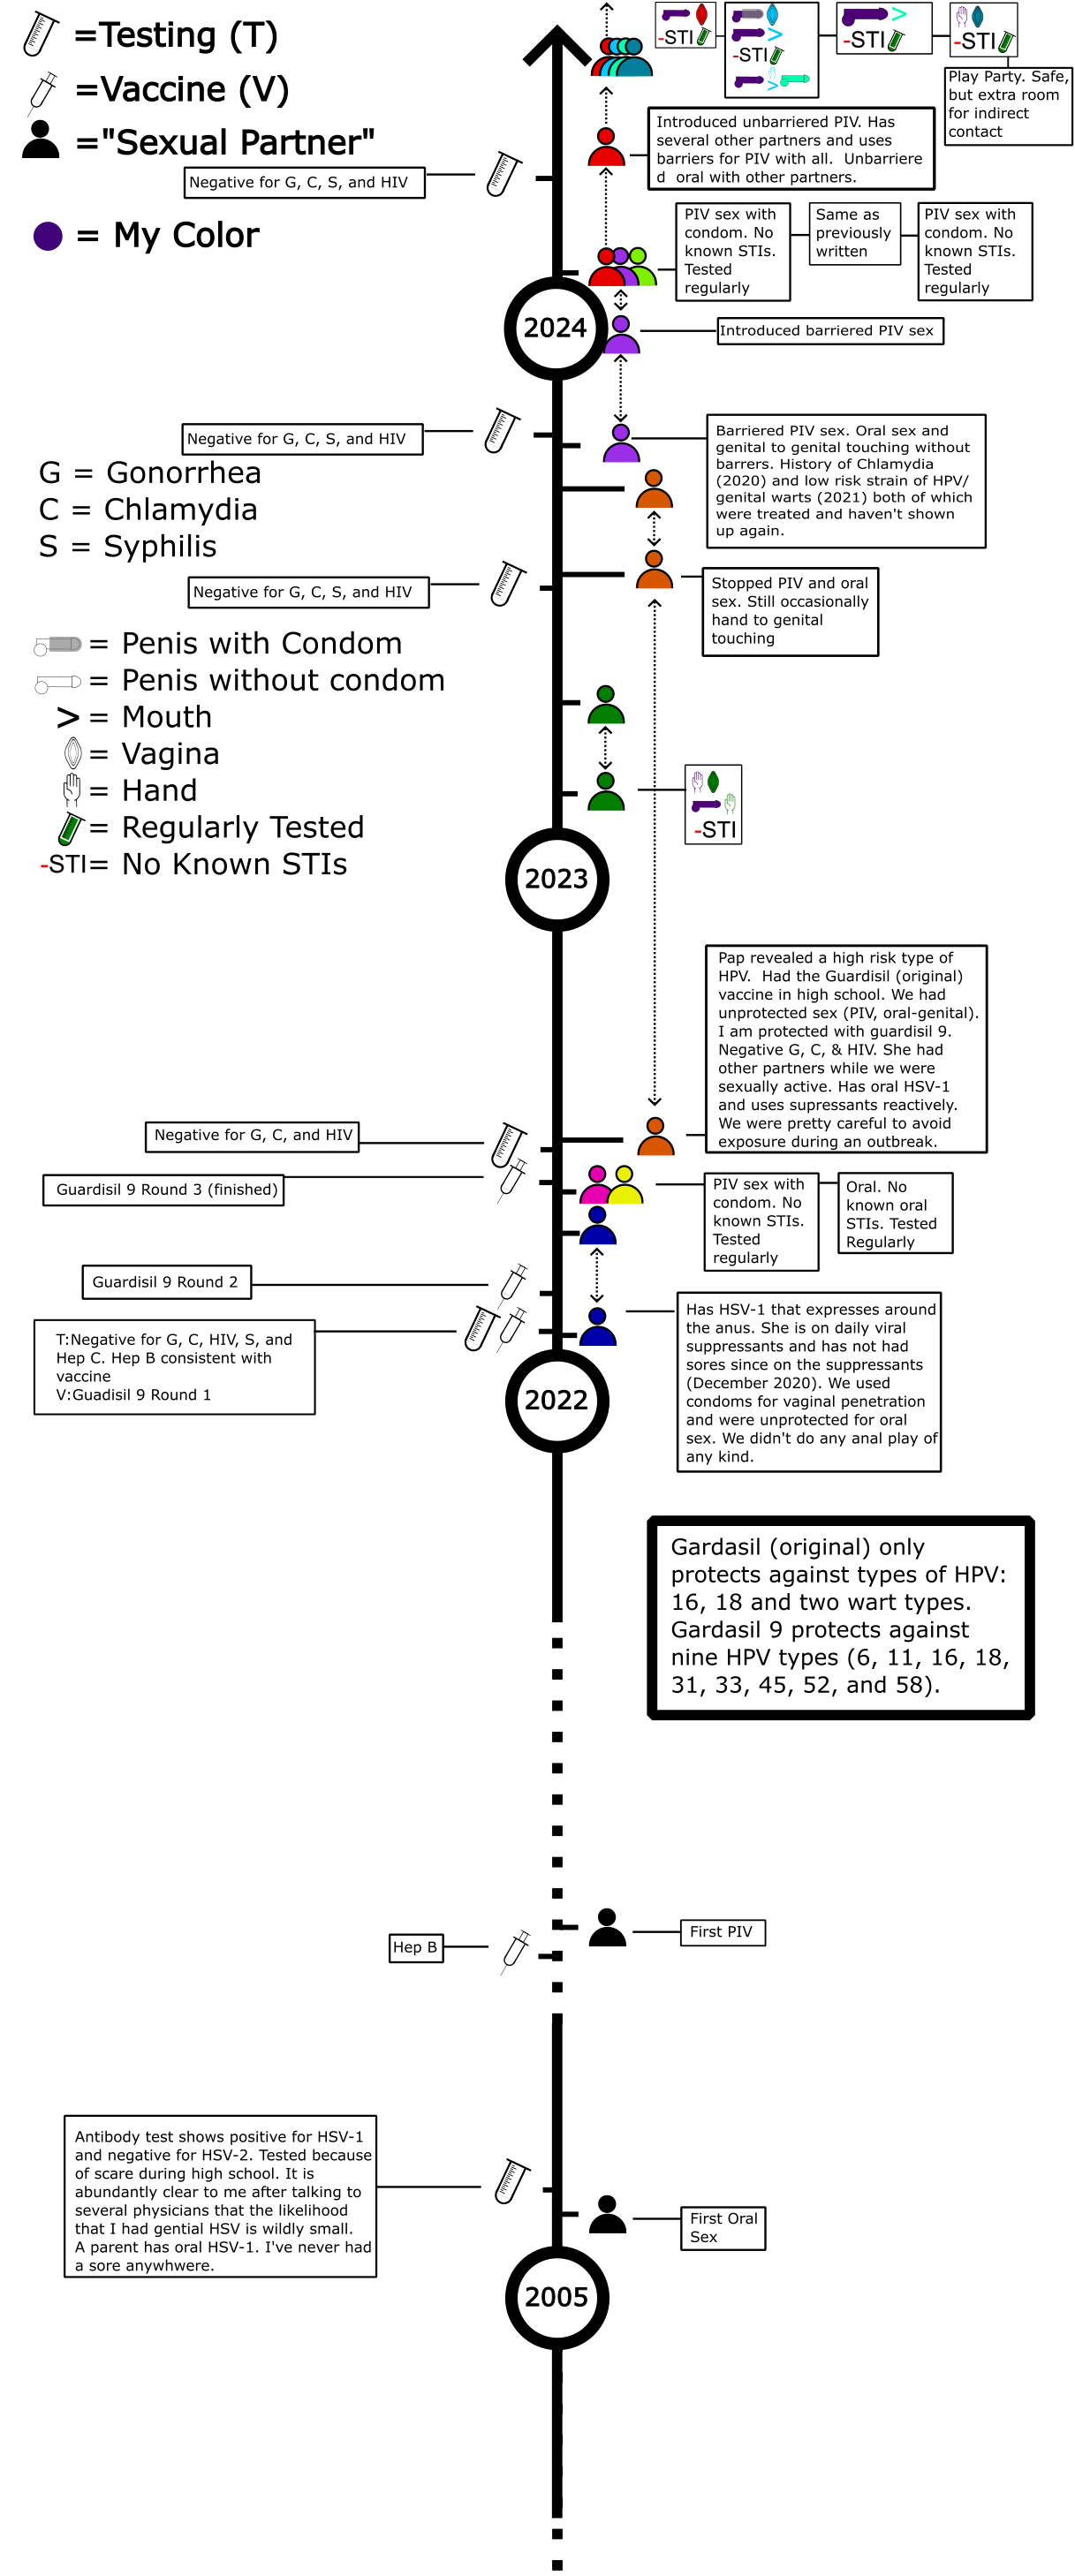 =Testing (T)
=Vaccine (V)
="Sexual Partner"
= My Color
-STI
-STI
>
-STI
>
>
-STI
>
-STI
Play Party. Safe,
but extra room
for indirect
contact
Introduced unbarriered PIV. Has
several other partners and uses
barriers for PIV with all. Unbarriere
d oral with other partners.
Negative for G, C, S, and HIV
PIV sex with
condom. No
known STIs.
Tested
regularly
Same as
previously
written
PIV sex with
condom. No
known STIs.
Tested
regularly
2024
Introduced barriered PIV sex
Negative for G, C, S, and HIV
Barriered PIV sex. Oral sex and
genital to genital touching without
barrers. History of Chlamydia
(2020) and low risk strain of HPV/
genital warts (2021) both of which
were treated and haven't shown
up again.
G = Gonorrhea
C = Chlamydia
S = Syphilis
Negative for G, C, S, and HIV
Stopped PIV and oral
sex. Still occasionally
hand to genital
touching
= Penis with Condom
= Penis without condom
> = Mouth
= Vagina
= Hand
= Regularly Tested
-STI= No Known STIs
-STI
2023
Pap revealed a high risk type of
HPV. Had the Guardisil (original)
vaccine in high school. We had
unprotected sex (PIV, oral-genital).
I am protected with guardisil 9.
Negative G, C, & HIV. She had
other partners while we were
sexually active. Has oral HSV-1
and uses supressants reactively.
We were pretty careful to avoid
exposure during an outbreak.
Negative for G, C, and HIV
Guardisil 9 Round 3 (finished)
PIV sex with
condom. No
known STIs.
Tested
regularly
Oral. No
known oral
STIs. Tested
Regularly
Guardisil 9 Round 2
T:Negative for G, C, HIV, S, and
Hep C. Hep B consistent with
vaccine
V:Guadisil 9 Round 1
Has HSV-1 that expresses around
the anus. She is on daily viral
suppressants and has not had
sores since on the suppressants
(December 2020). We used
condoms for vaginal penetration
and were unprotected for oral
sex. We didn't do any anal play of
any kind.
2022
Gardasil (original) only
protects against types of HPV:
16, 18 and two wart types.
Gardasil 9 protects against
nine HPV types (6, 11, 16, 18,
31, 33, 45, 52, and 58).
First PIV
Hep B
Antibody test shows positive for HSV-1
and negative for HSV-2. Tested because
of scare during high school. It is
abundantly clear to me after talking to
several physicians that the likelihood
that I had gential HSV is wildly small.
A parent has oral HSV-1. I've never had
a sore anywhwere.
First Oral
Sex
2005